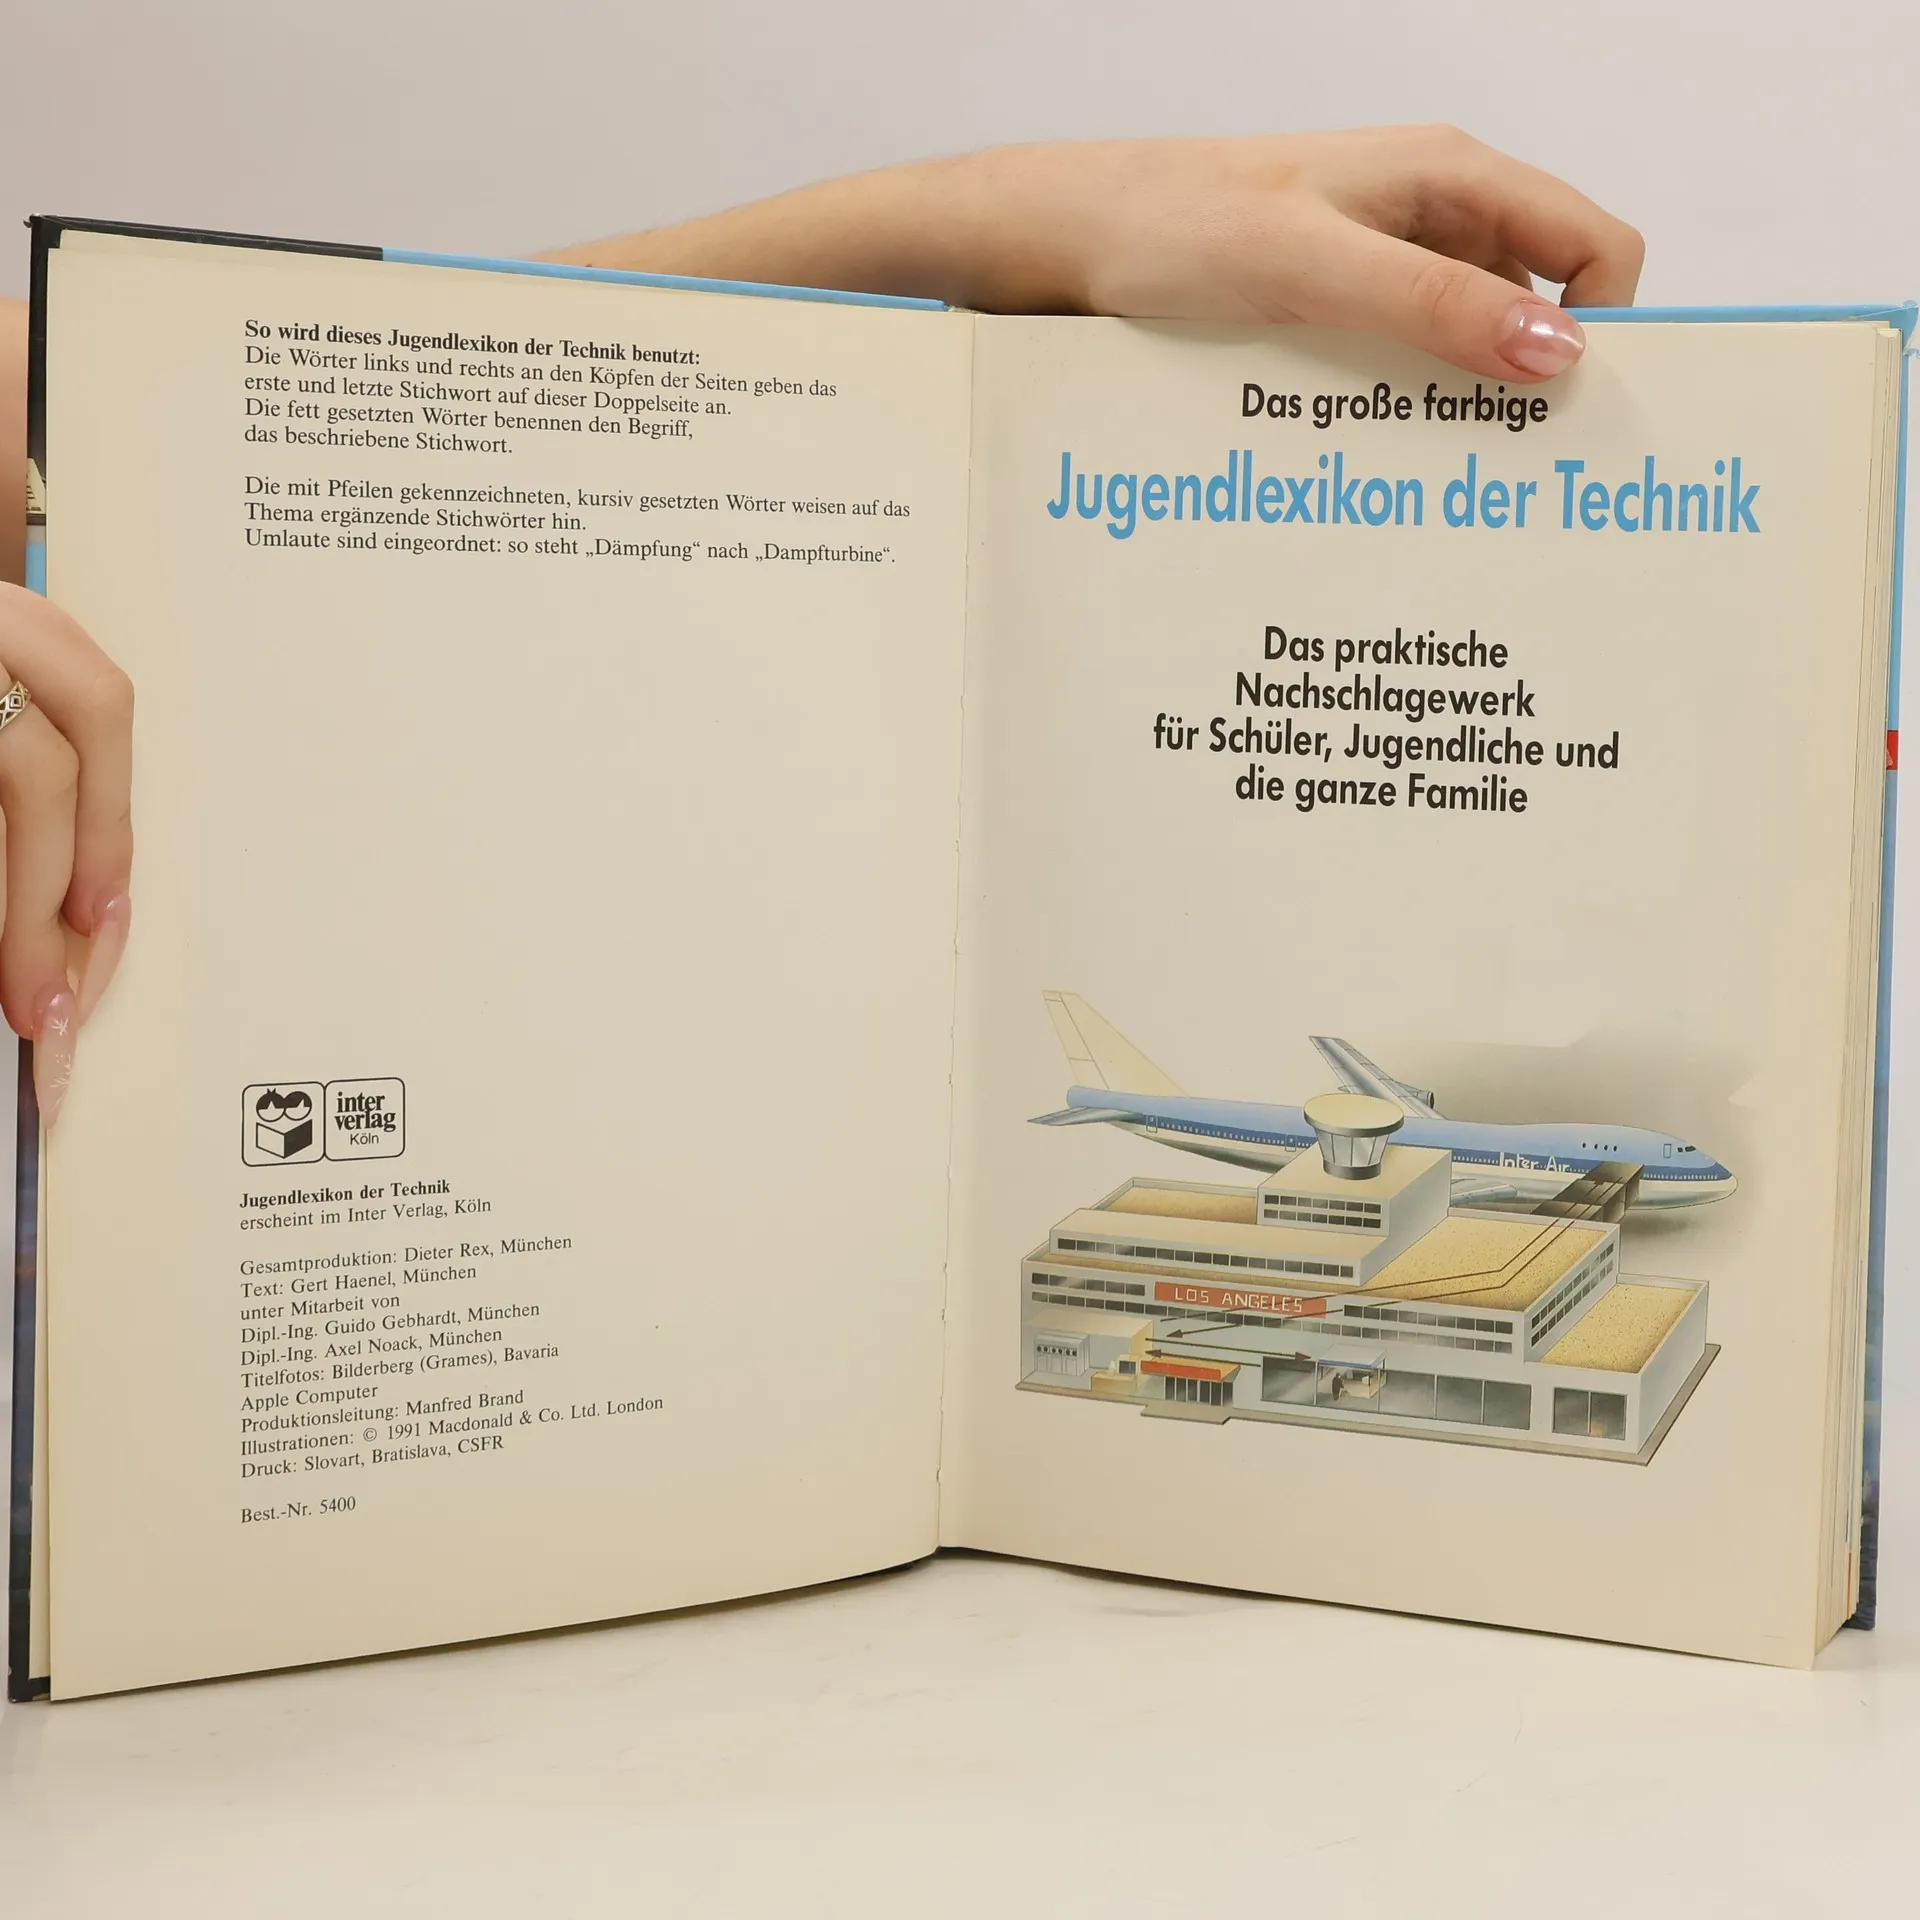 So wird dieses Jugendlexikon der Technik benutzt:
Die Wörter links und rechts an den Köpfen der Seiten geben das
erste und letzte Stichwort auf dieser Doppelseite an.
Die fett gesetzten Wörter benennen den Begriff,
das beschriebene Stichwort.
Die mit Pfeilen gekennzeichneten, kursiv gesetzten Wörter weisen auf das
Thema ergänzende Stichwörter hin.
Umlaute sind eingeordnet: so steht „Dämpfung“ nach „Dampfturbine“.
inter
verlag
Köln
Jugendlexikon der Technik
erscheint im Inter Verlag, Köln
Gesamtproduktion: Dieter Rex, München
Text: Gert Haenel, München
unter Mitarbeit von
Dipl.-Ing. Guido Gebhardt, München
Dipl.-Ing. Axel Noack, München
Titelfotos: Bilderberg (Grames), Bavaria
Apple Computer
Produktionsleitung: Manfred Brand
Illustrationen: © 1991 Macdonald & Co. Ltd. London
Druck: Slovart, Bratislava, CSFR
Best.-Nr. 5400
Das große farbige
Jugendlexikon der Technik
Das praktische
Nachschlagewerk
für Schüler, Jugendliche und
die ganze Familie
Inter Air
LOS ANGELES